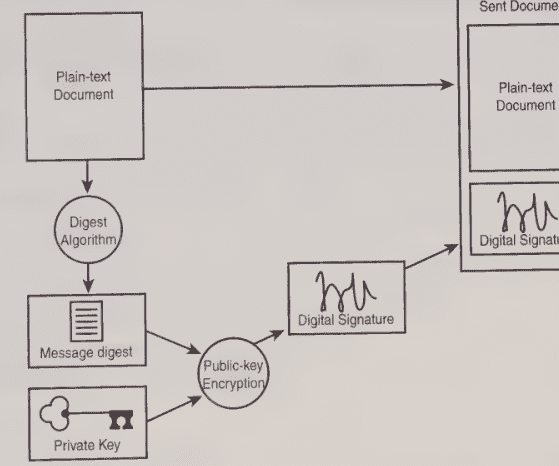 Sent Docume
Plain-text
Document
Plain-text
Document
Digest
Algorithm
Digital Signatu
Digital Signature
Message digest
Public-key
Encryption
Private Key